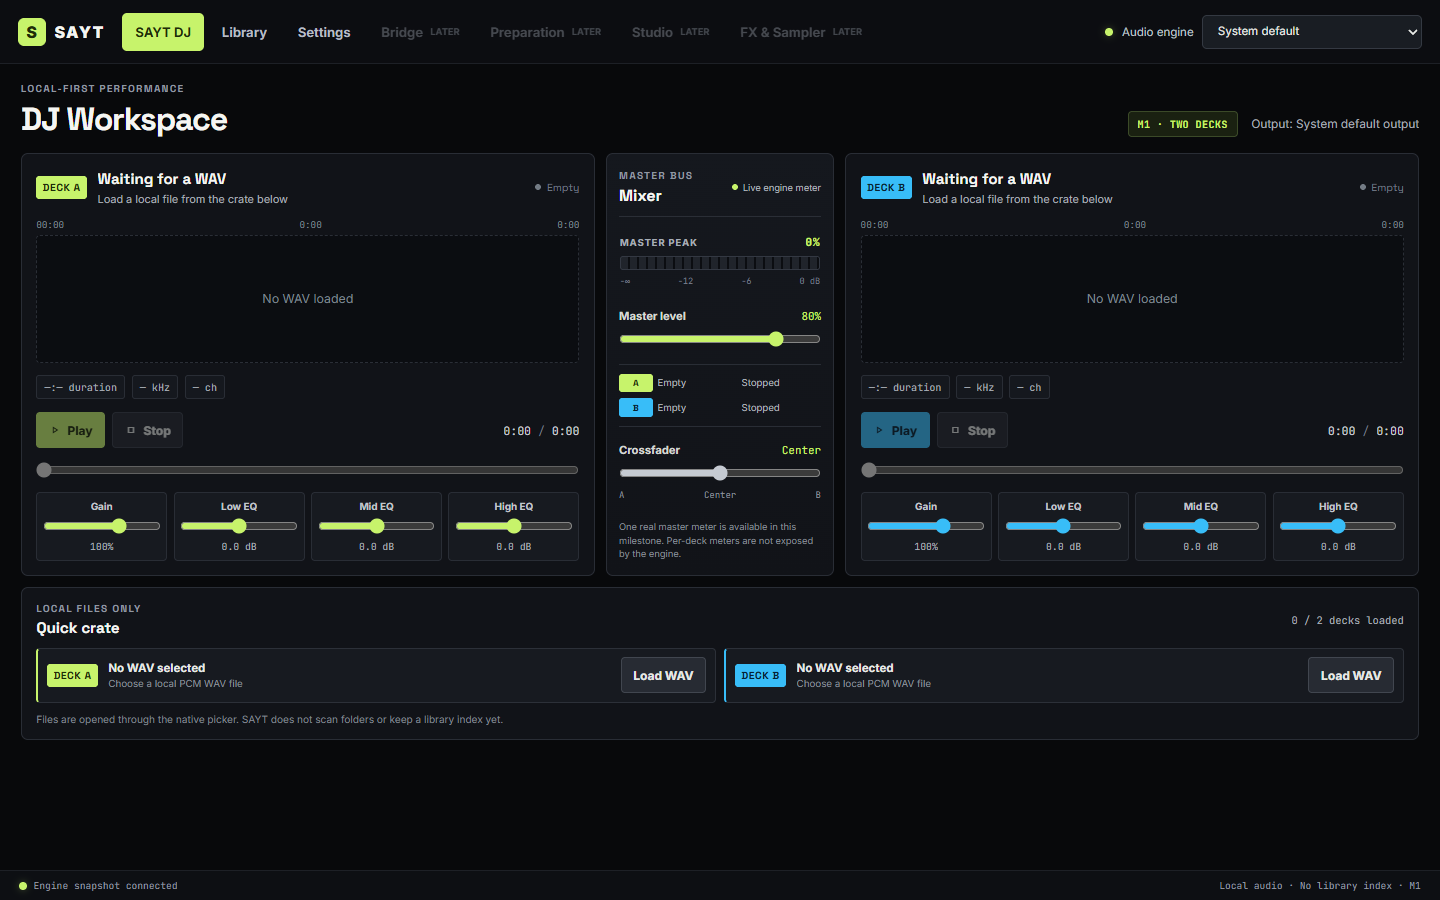 S SAYT SAYT DJ Library Settings Bridge LATER Preparation LATER Studio LATER FX & Sampler LATER Audio engine System default
LOCAL-FIRST PERFORMANCE
DJ Workspace
M1 · TWO DECKS Output: System default output
DECK A Waiting for a WAV
Load a local file from the crate below
Empty
00:00 0:00 0:00
No WAV loaded
—:— duration — kHz — ch
Play Stop 0:00 / 0:00
Gain Low EQ Mid EQ High EQ
100% 0.0 dB 0.0 dB 0.0 dB
MASTER BUS
Mixer
Live engine meter
MASTER PEAK 0%
-∞ -12 -6 0 dB
Master level 80%
A Empty Stopped
B Empty Stopped
Crossfader Center
A Center B
One real master meter is available in this
milestone. Per-deck meters are not exposed
by the engine.
DECK B Waiting for a WAV
Load a local file from the crate below
Empty
00:00 0:00 0:00
No WAV loaded
—:— duration — kHz — ch
Play Stop 0:00 / 0:00
Gain Low EQ Mid EQ High EQ
100% 0.0 dB 0.0 dB 0.0 dB
LOCAL FILES ONLY
Quick crate
0 / 2 decks loaded
DECK A No WAV selected
Choose a local PCM WAV file
Load WAV
DECK B No WAV selected
Choose a local PCM WAV file
Load WAV
Files are opened through the native picker. SAYT does not scan folders or keep a library index yet.
Engine snapshot connected
Local audio · No library index · M1